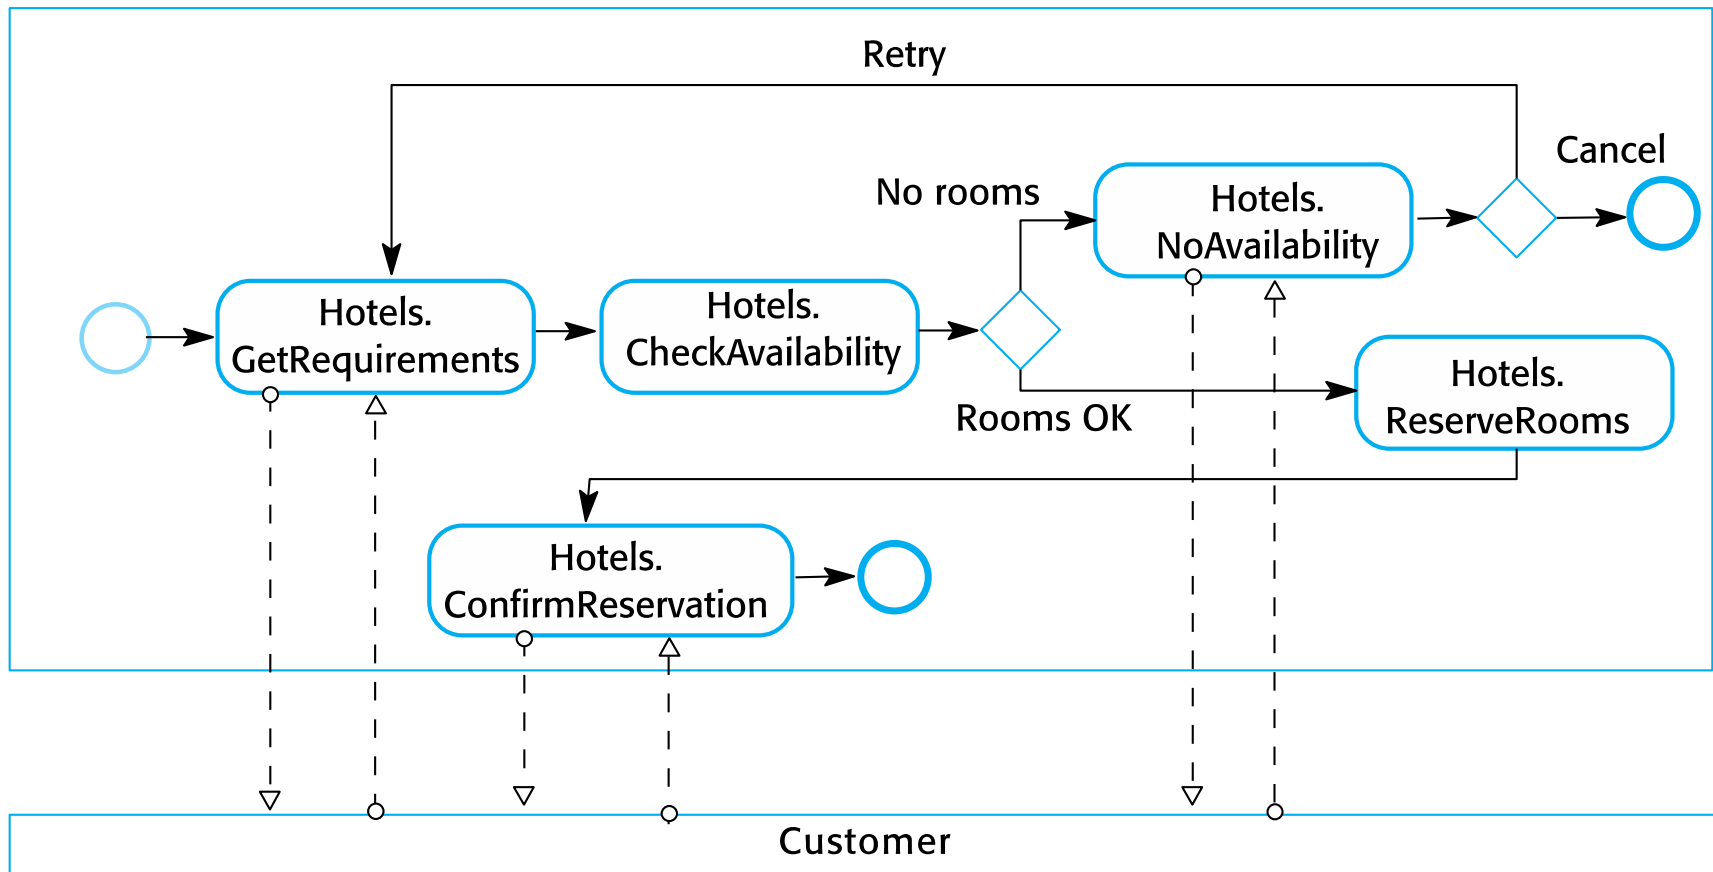 Retry
Cancel
No rooms
Hotels.
NoAvailability
Hotels.
GetRequirements
Hotels.
CheckAvailability
Rooms OK
Hotels.
ReserveRooms
Hotels.
ConfirmReservation
Customer